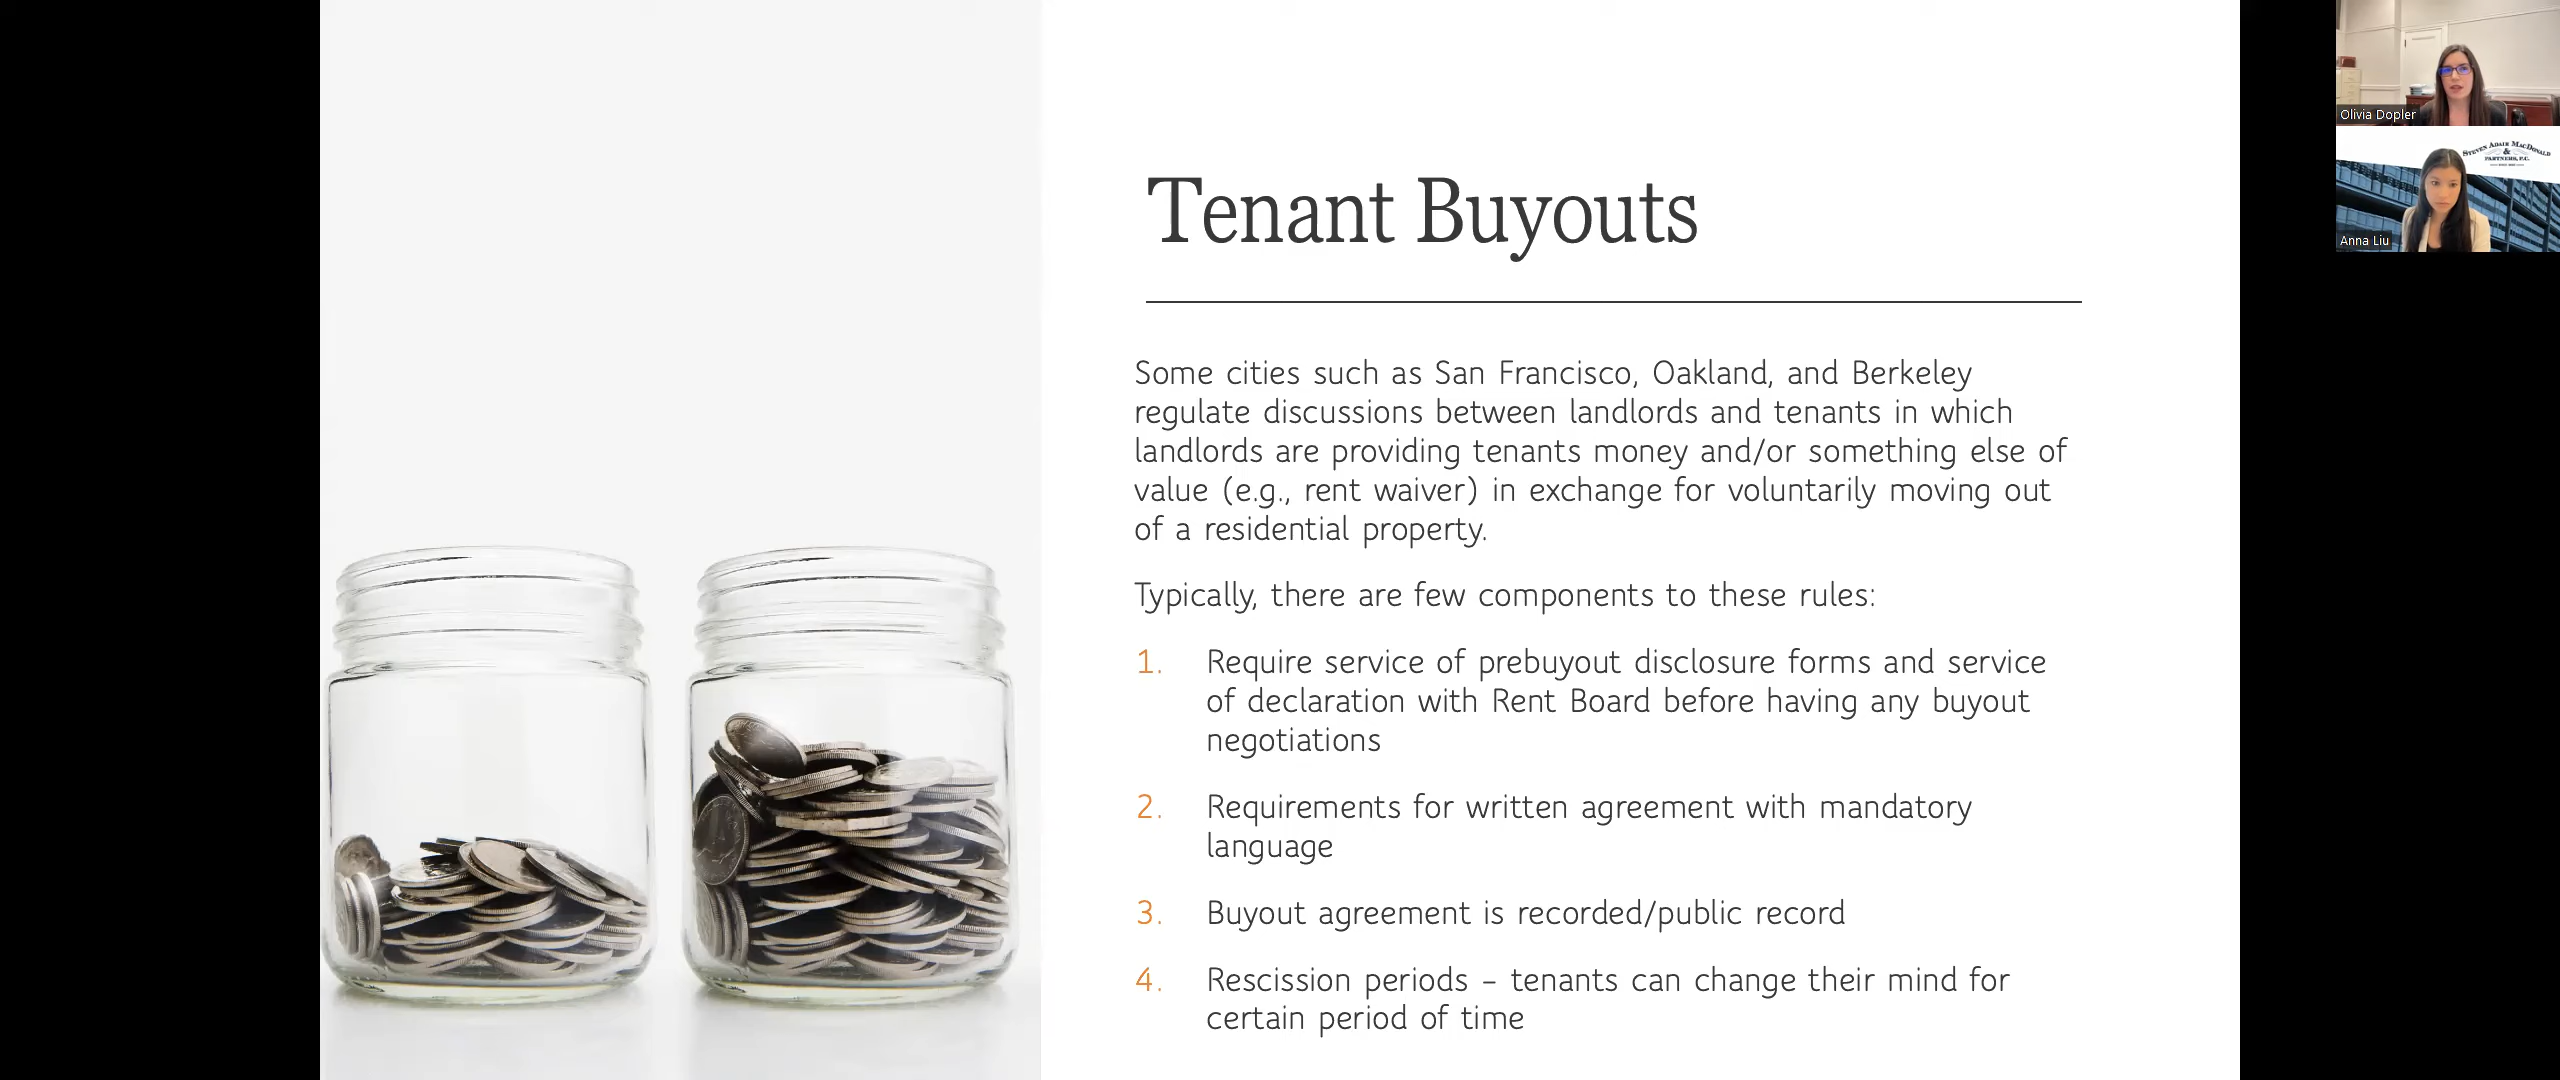 Tenant Buyouts
Some cities such as San Francisco, Oakland, and Berkeley
regulate discussions between landlords and tenants in which
landlords are providing tenants money and/or something else of
value (e.g., rent waiver) in exchange for voluntarily moving out
of a residential property.
Typically, there are few components to these rules:
1. Require service of prebuyout disclosure forms and service
of declaration with Rent Board before having any buyout
negotiations
2. Requirements for written agreement with mandatory
language
3. Buyout agreement is recorded/public record
4. Rescission periods – tenants can change their mind for
certain period of time
Olivia Dopler
STEVEN ADAIR MACDONALD
&
PARTNERS, P.C.
Anna Liu